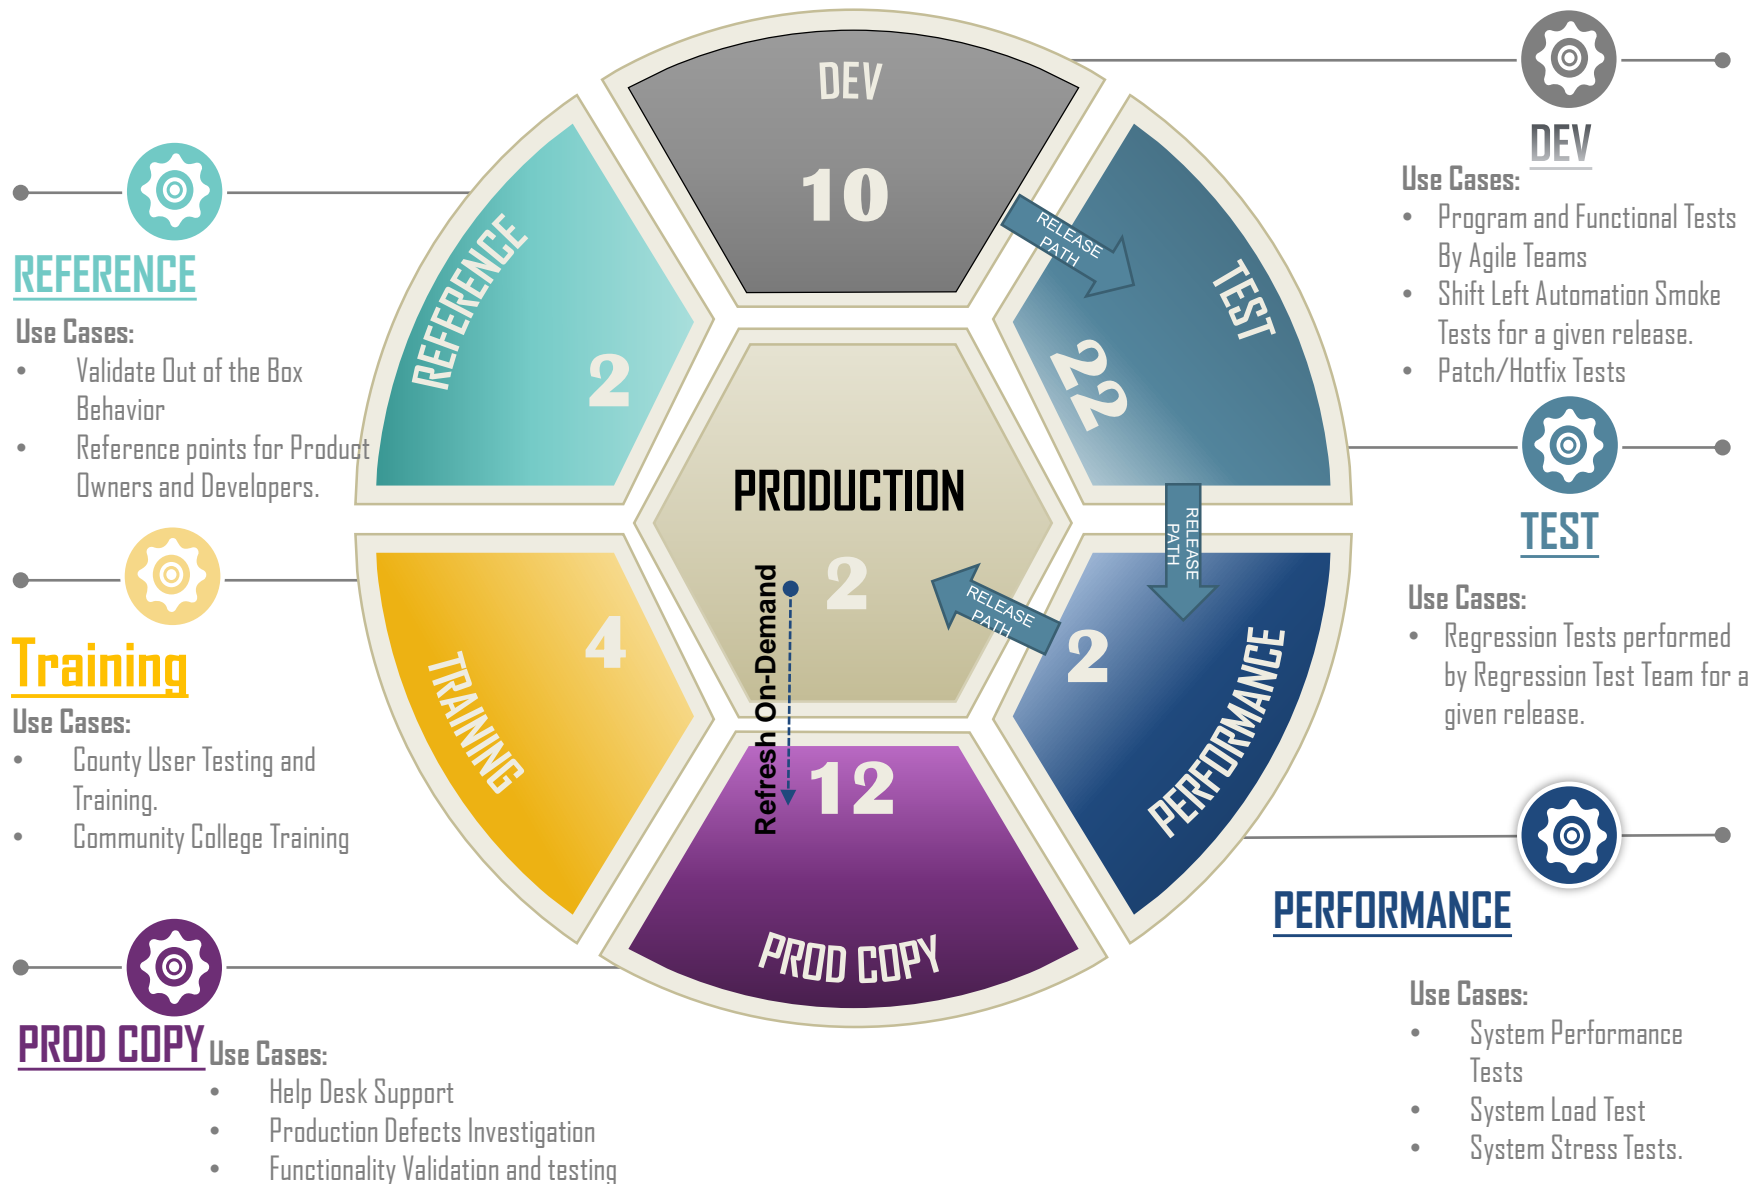 DEV
10
TEST
22
RELEASE
PATH
RELEASE
PATH
PERFORMANCE
2
RELEASE
PATH
PRODUCTION
2
Refresh On-Demand
12
PROD COPY
TRAINING
4
REFERENCE
2
REFERENCE
Use Cases:
• Validate Out of the Box
Behavior
• Reference points for Product
Owners and Developers.
Training
Use Cases:
• County User Testing and
Training.
• Community College Training
PROD COPY
Use Cases:
• Help Desk Support
• Production Defects Investigation
• Functionality Validation and testing
DEV
Use Cases:
• Program and Functional Tests
By Agile Teams
• Shift Left Automation Smoke
Tests for a given release.
• Patch/Hotfix Tests
TEST
Use Cases:
• Regression Tests performed
by Regression Test Team for a
given release.
PERFORMANCE
Use Cases:
• System Performance
Tests
• System Load Test
• System Stress Tests.